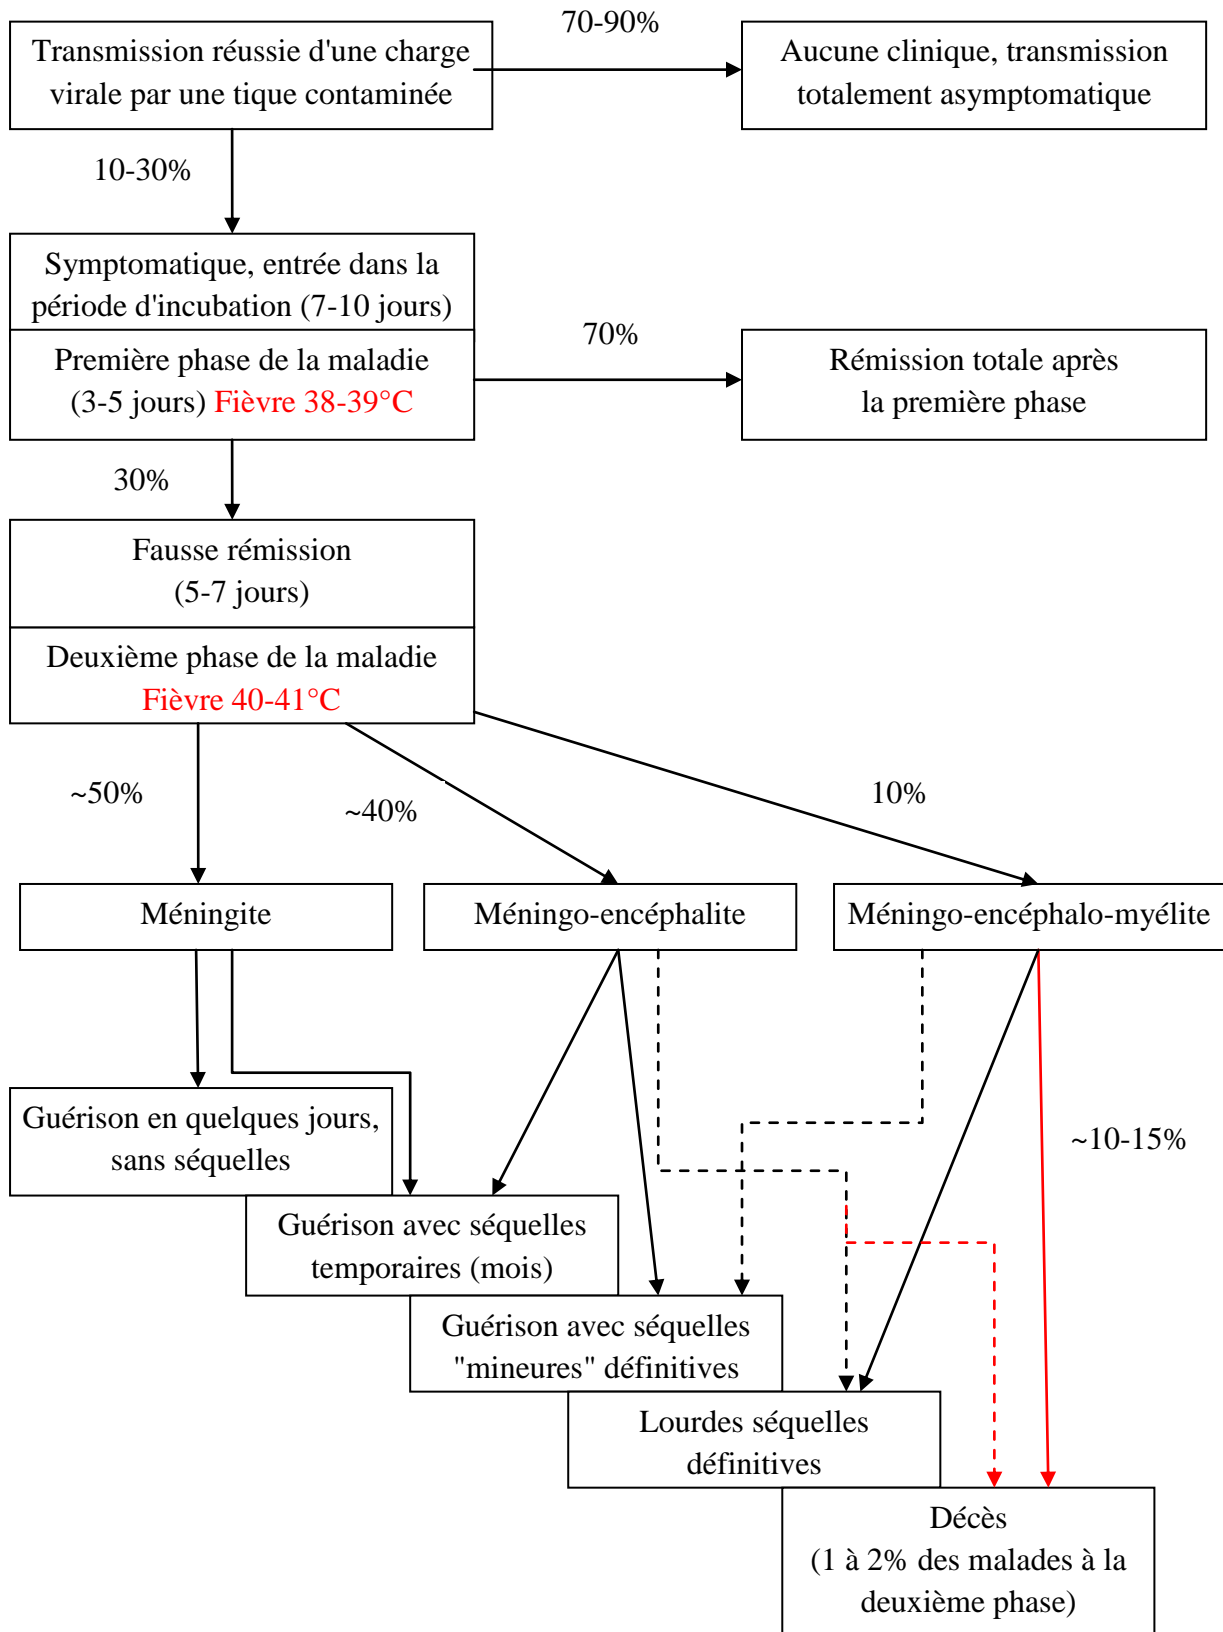 70-90%
Transmission réussie d'une charge
virale par une tique contaminée
Aucune clinique, transmission
totalement asymptomatique
10-30%
Symptomatique, entrée dans la
période d'incubation (7-10 jours)
Première phase de la maladie
(3-5 jours) Fièvre 38-39°C
70%
Rémission totale après
la première phase
30%
Fausse rémission
(5-7 jours)
Deuxième phase de la maladie
Fièvre 40-41°C
~50%
~40%
10%
Méningite
Méningo-encéphalite
Méningo-encéphalo-myélite
Guérison en quelques jours,
sans séquelles
~10-15%
Guérison avec séquelles
temporaires (mois)
Guérison avec séquelles
"mineures" définitives
Lourdes séquelles
définitives
Décès
(1 à 2% des malades à la
deuxième phase)